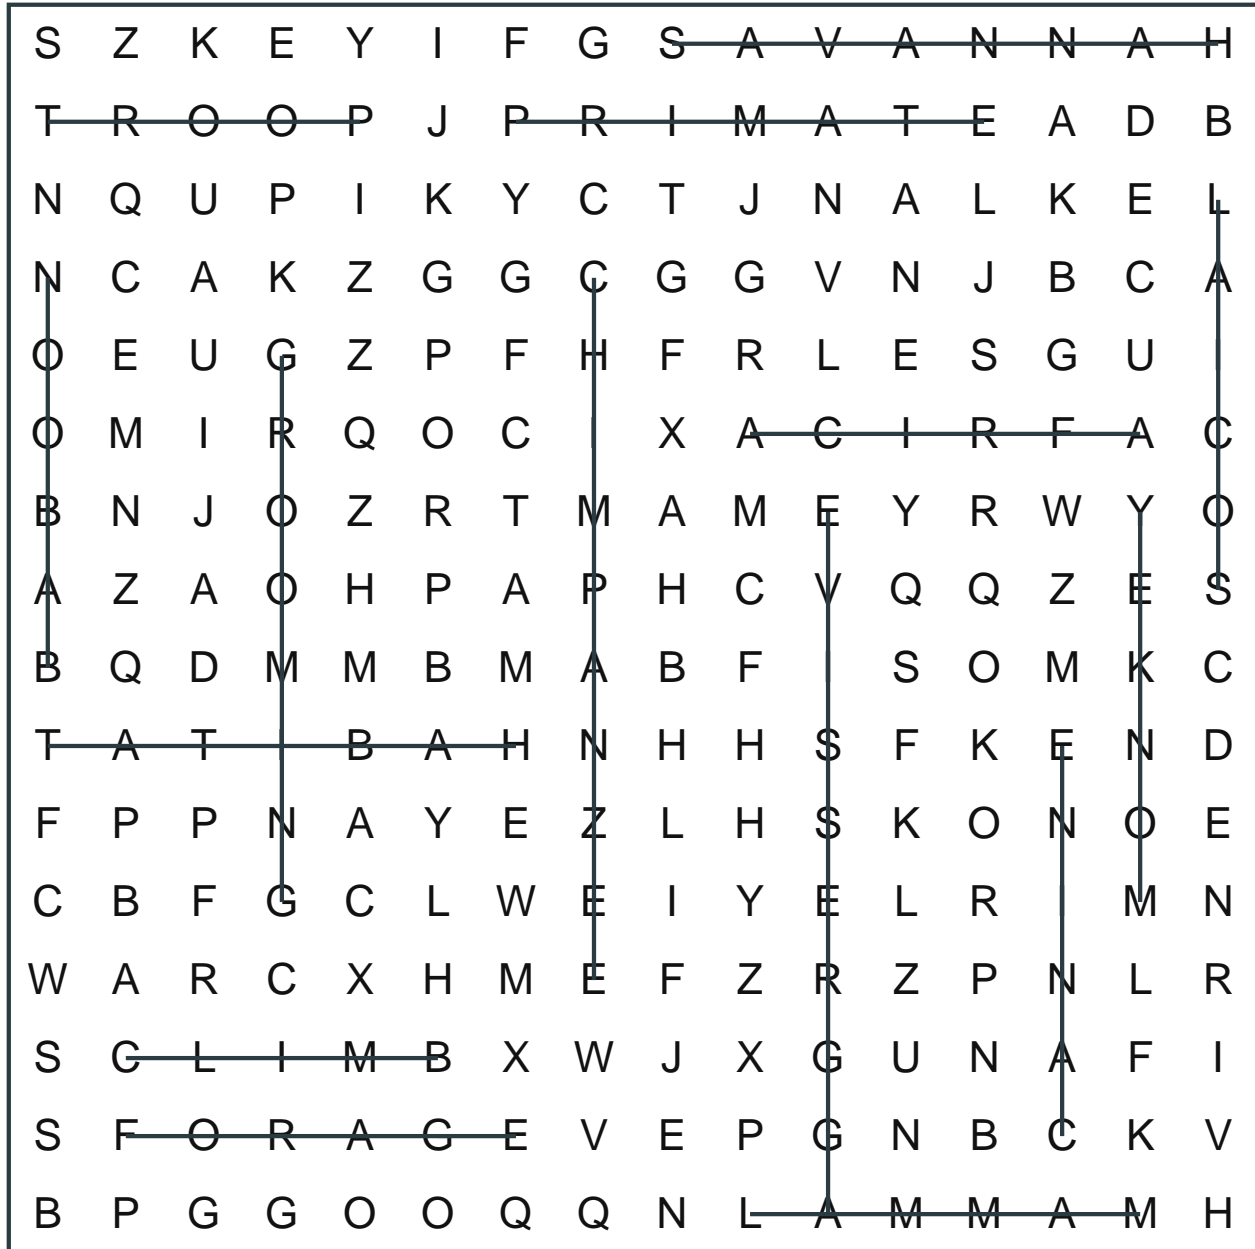 S Z K E Y I F G S A V A N N A H
T R O O P J P R I M A T E A D B
N Q U P I K Y C T J N A L K E L
N C A K Z G G C G G V N J B C A
O E U G Z P F H F R L E S G U I
O M I R Q O C I X A C I R F A C
B N J O Z R T M A M E Y R W Y O
A Z A O H P A P H C V Q Q Z E S
B Q D M M B M A B F I S O M K C
T A T I B A H N H H S F K E N D
F P P N A Y E Z L H S K O N O E
C B F G C L W E I Y E L R I M N
W A R C X H M E F Z R Z P N L R
S C L I M B X W J X G U N A F I
S F O R A G E V E P G N B C K V
B P G G O O Q Q N L A M M A M H